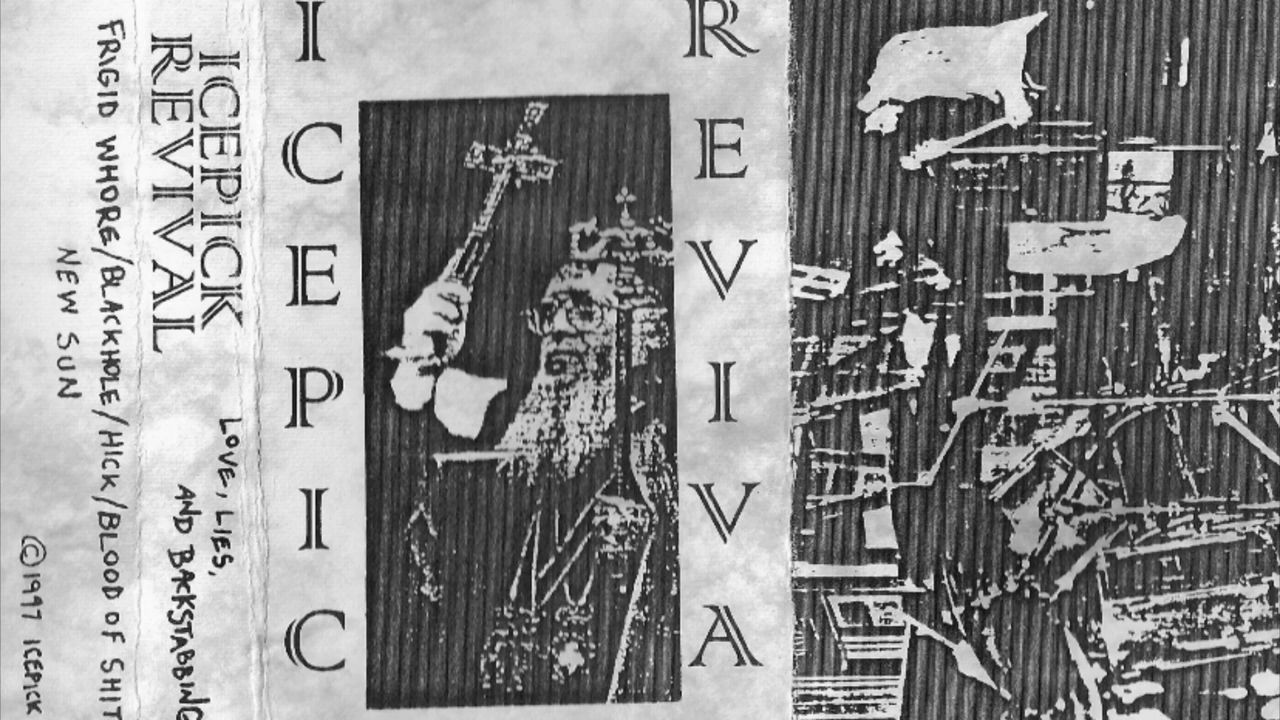 ICEPIC
REVIVA
ICEPICK
REVIVAL
LOVE, LIES,
AND BACKSTABBING
FRIGID WHORE/BLACKHOLE/HICK/BLOOD OF SHIT
NEW SUN
©1997 ICEPICK